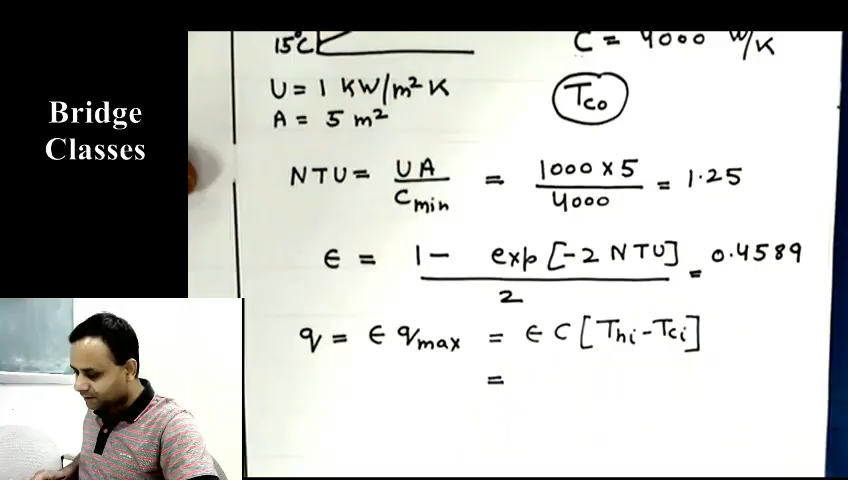 Bridge
Classes
15°C
C = 4000 W/K
U = 1 KW/m² K
A = 5 m²
Tco
NTU = UA / Cmin = 1000 x 5 / 4000 = 1.25
ε = 1 - exp[-2 NTU] / 2 = 0.4589
q = ε qmax = ε C [Thi - Tci]
=